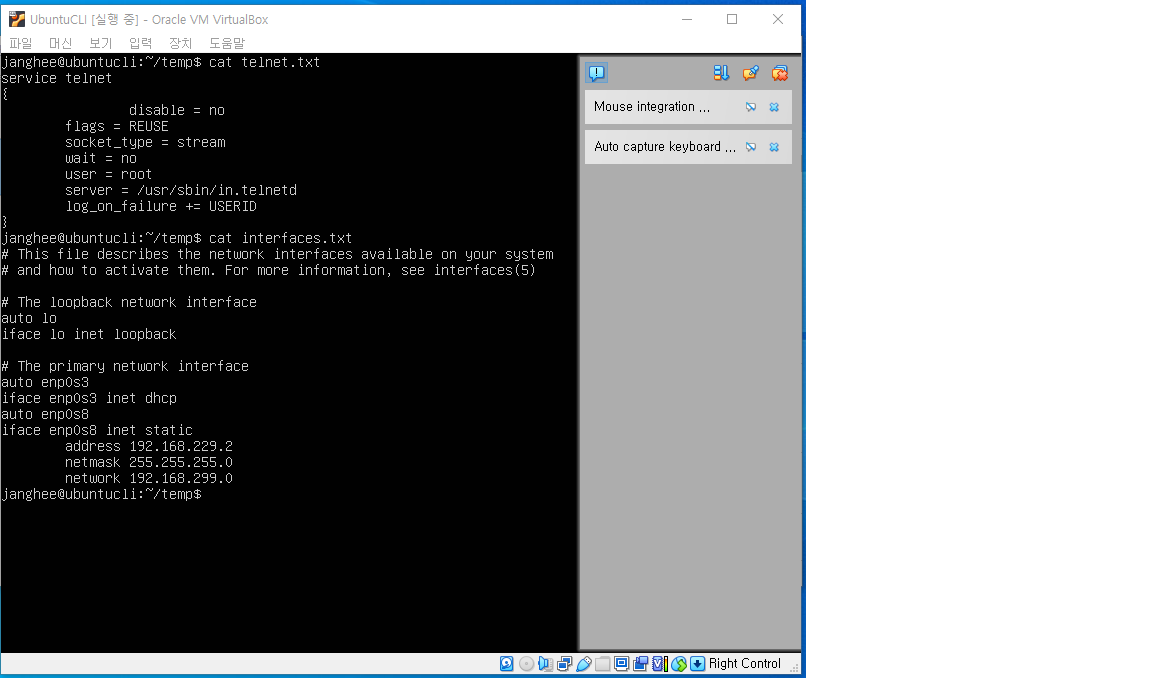 UbuntuCLI [실행 중] - Oracle VM VirtualBox
파일 머신 보기 입력 장치 도움말
janghee@ubuntucli:~/temp$ cat telnet.txt
service telnet
{
                disable = no
        flags = REUSE
        socket_type = stream
        wait = no
        user = root
        server = /usr/sbin/in.telnetd
        log_on_failure += USERID
}
janghee@ubuntucli:~/temp$ cat interfaces.txt
# This file describes the network interfaces available on your system
# and how to activate them. For more information, see interfaces(5)

# The loopback network interface
auto lo
iface lo inet loopback

# The primary network interface
auto enp0s3
iface enp0s3 inet dhcp
auto enp0s8
iface enp0s8 inet static
        address 192.168.229.2
        netmask 255.255.255.0
        network 192.168.299.0
janghee@ubuntucli:~/temp$
Mouse integration ...
Auto capture keyboard ...
Right Control